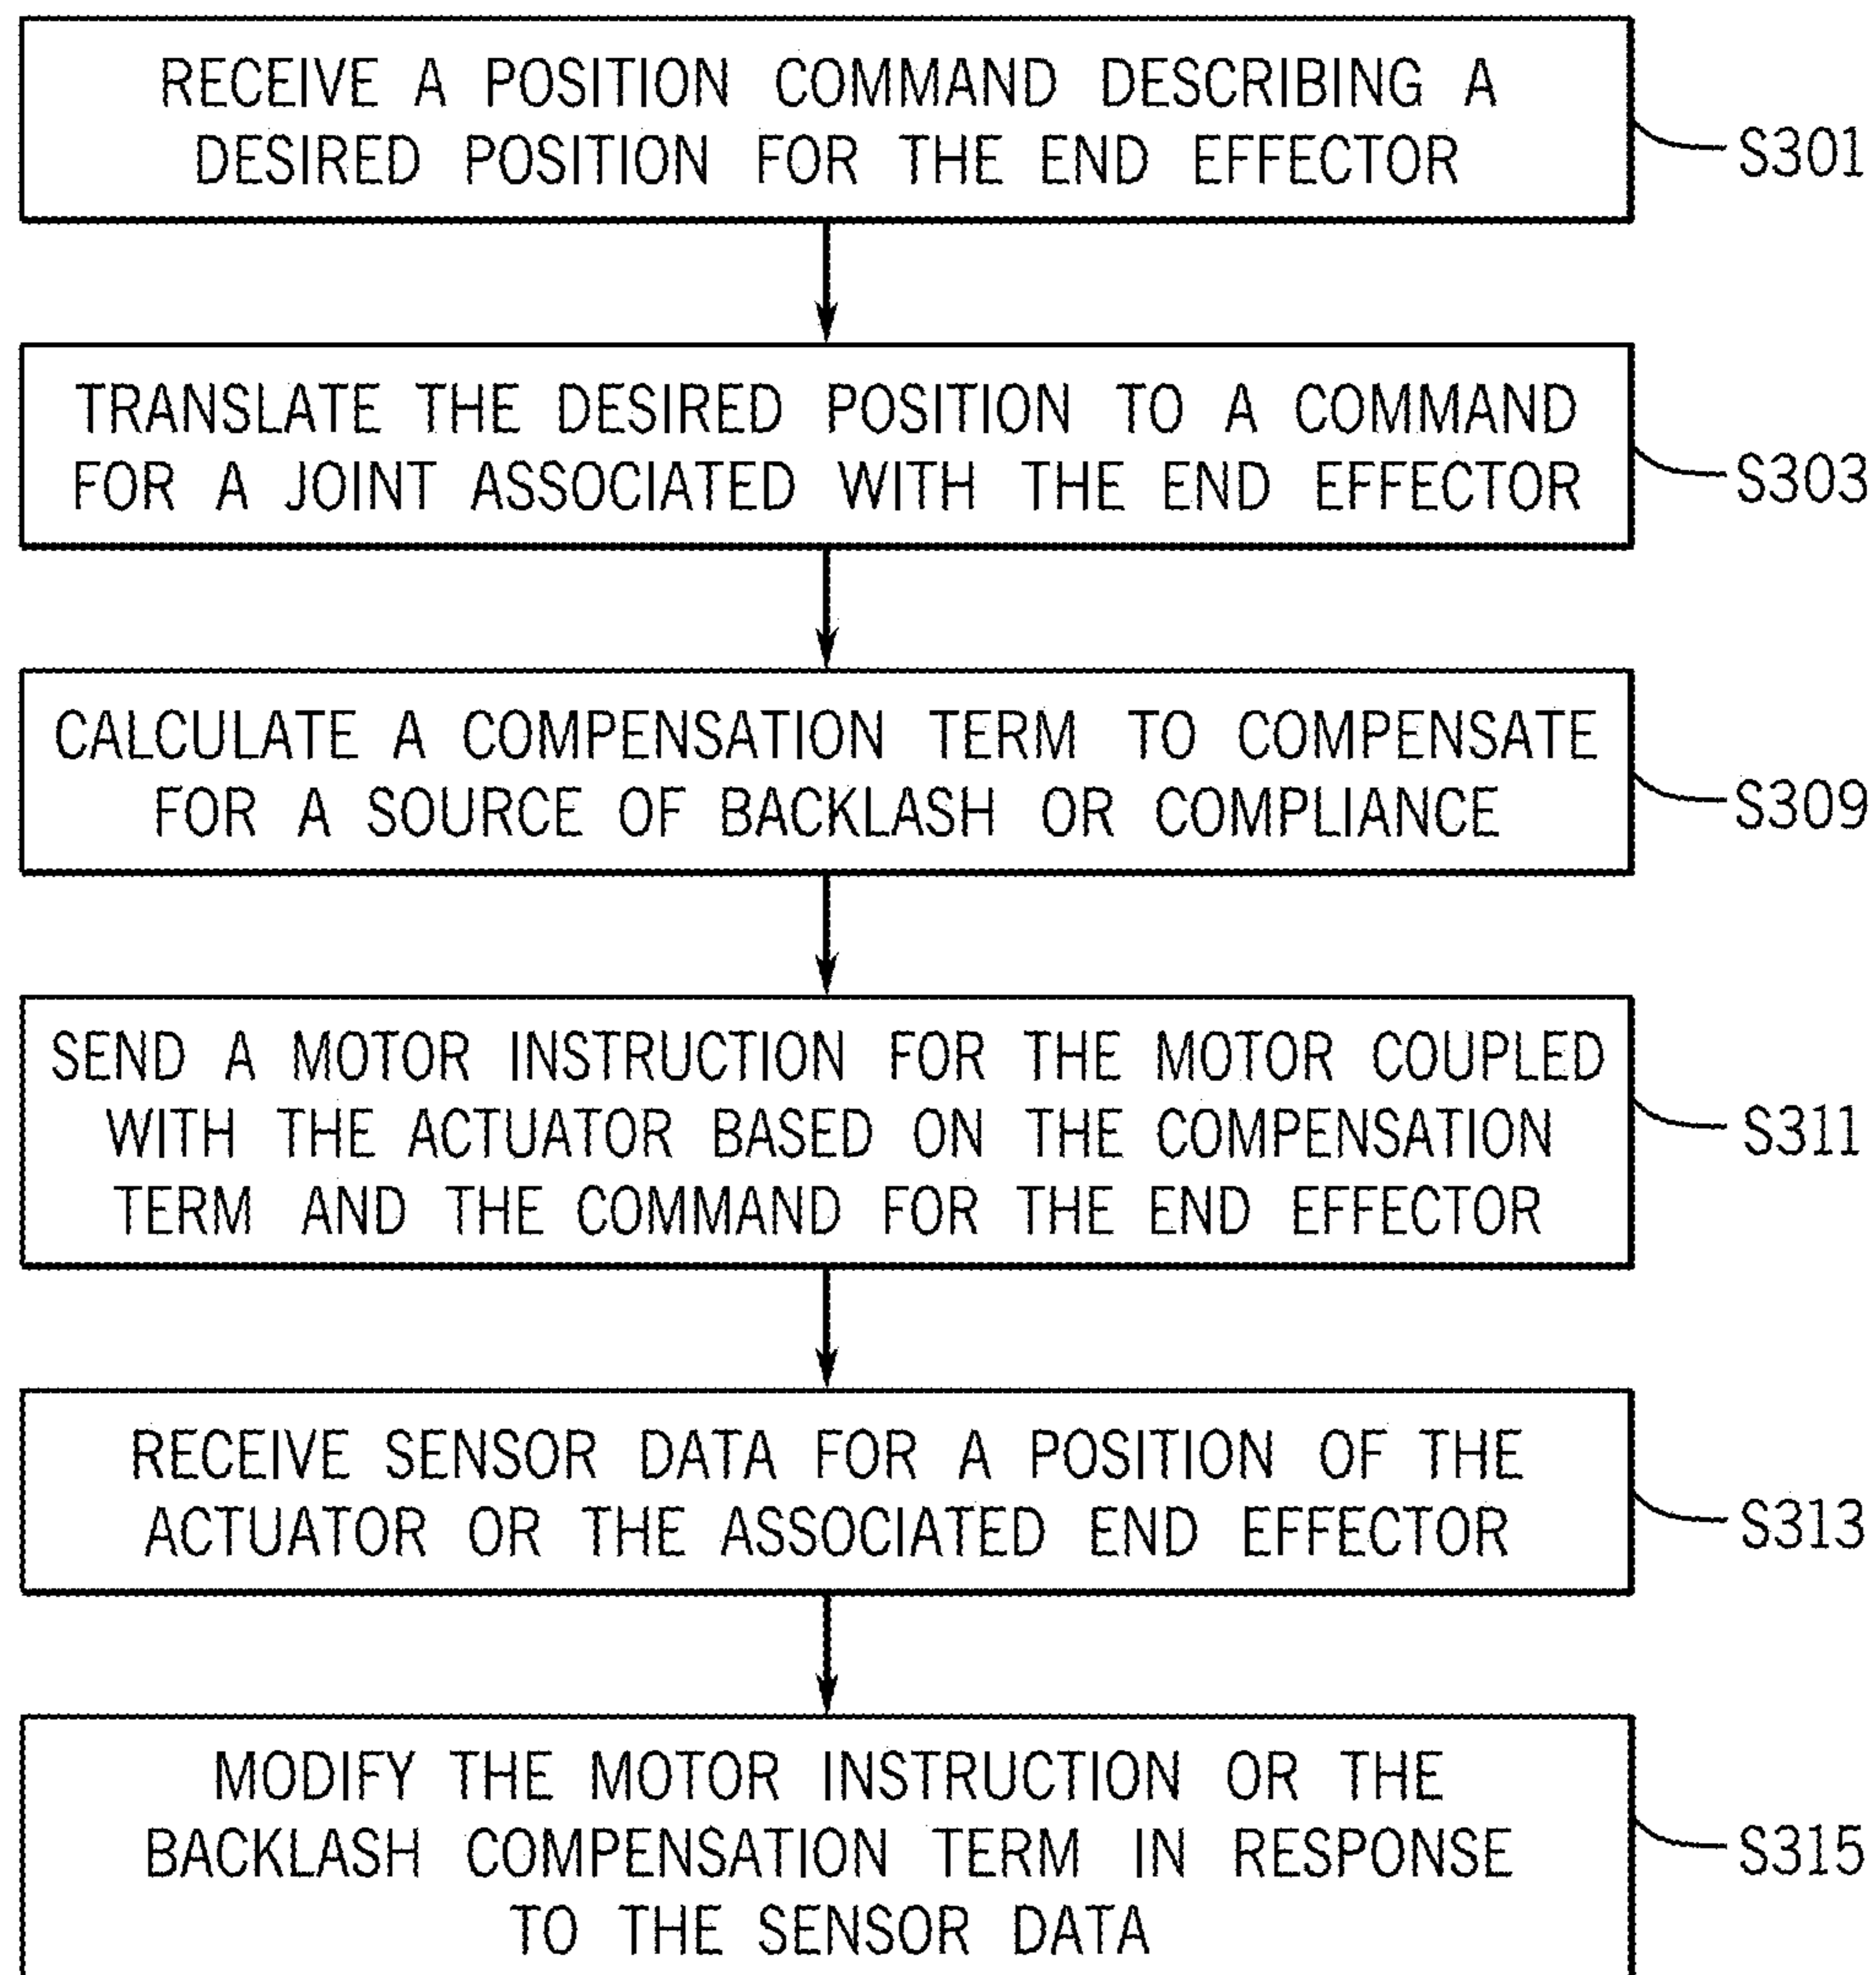 RECEIVE A POSITION COMMAND DESCRIBING A
DESIRED POSITION FOR THE END EFFECTOR
S301
TRANSLATE THE DESIRED POSITION TO A COMMAND
FOR A JOINT ASSOCIATED WITH THE END EFFECTOR
S303
CALCULATE A COMPENSATION TERM TO COMPENSATE
FOR A SOURCE OF BACKLASH OR COMPLIANCE
S309
SEND A MOTOR INSTRUCTION FOR THE MOTOR COUPLED
WITH THE ACTUATOR BASED ON THE COMPENSATION
TERM AND THE COMMAND FOR THE END EFFECTOR
S311
RECEIVE SENSOR DATA FOR A POSITION OF THE
ACTUATOR OR THE ASSOCIATED END EFFECTOR
S313
MODIFY THE MOTOR INSTRUCTION OR THE
BACKLASH COMPENSATION TERM IN RESPONSE
TO THE SENSOR DATA
S315